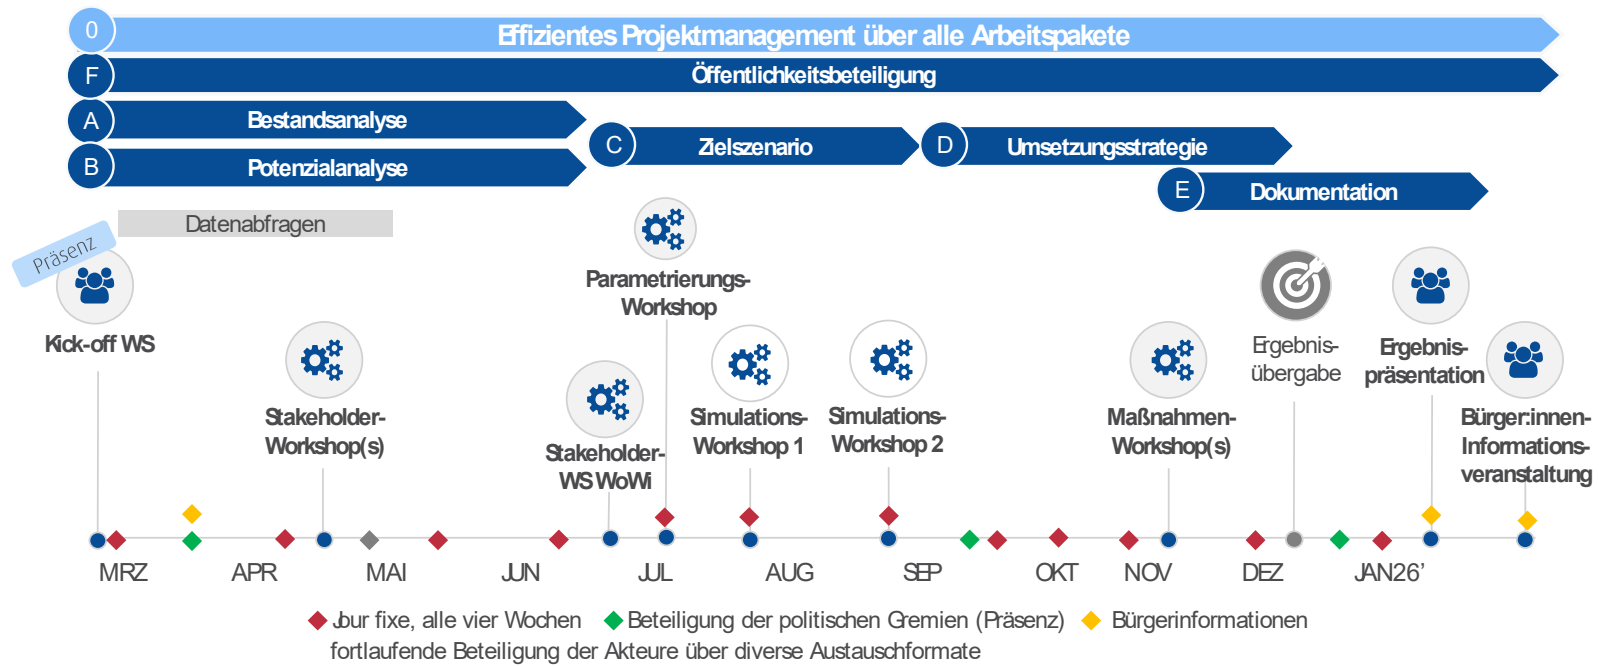 0
Effizientes Projektmanagement über alle Arbeitspakete
F
Öffentlichkeitsbeteiligung
A
Bestandsanalyse
B
Potenzialanalyse
C
Zielszenario
D
Umsetzungsstrategie
E
Dokumentation
Datenabfragen
Präsenz
Kick-off WS
Stakeholder-
Workshop(s)
Stakeholder-
WS WoWi
Parametrierungs-
Workshop
Simulations-
Workshop 1
Simulations-
Workshop 2
Maßnahmen-
Workshop(s)
Ergebnis-
übergabe
Ergebnis-
präsentation
Bürger:innen-
Informations-
veranstaltung
MRZ
APR
MAI
JUN
JUL
AUG
SEP
OKT
NOV
DEZ
JAN26'
Jour fixe, alle vier Wochen
Beteiligung der politischen Gremien (Präsenz)
Bürgerinformationen
fortlaufende Beteiligung der Akteure über diverse Austauschformate